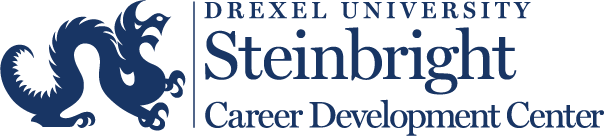 DREXEL UNIVERSITY
Steinbright
Career Development Center